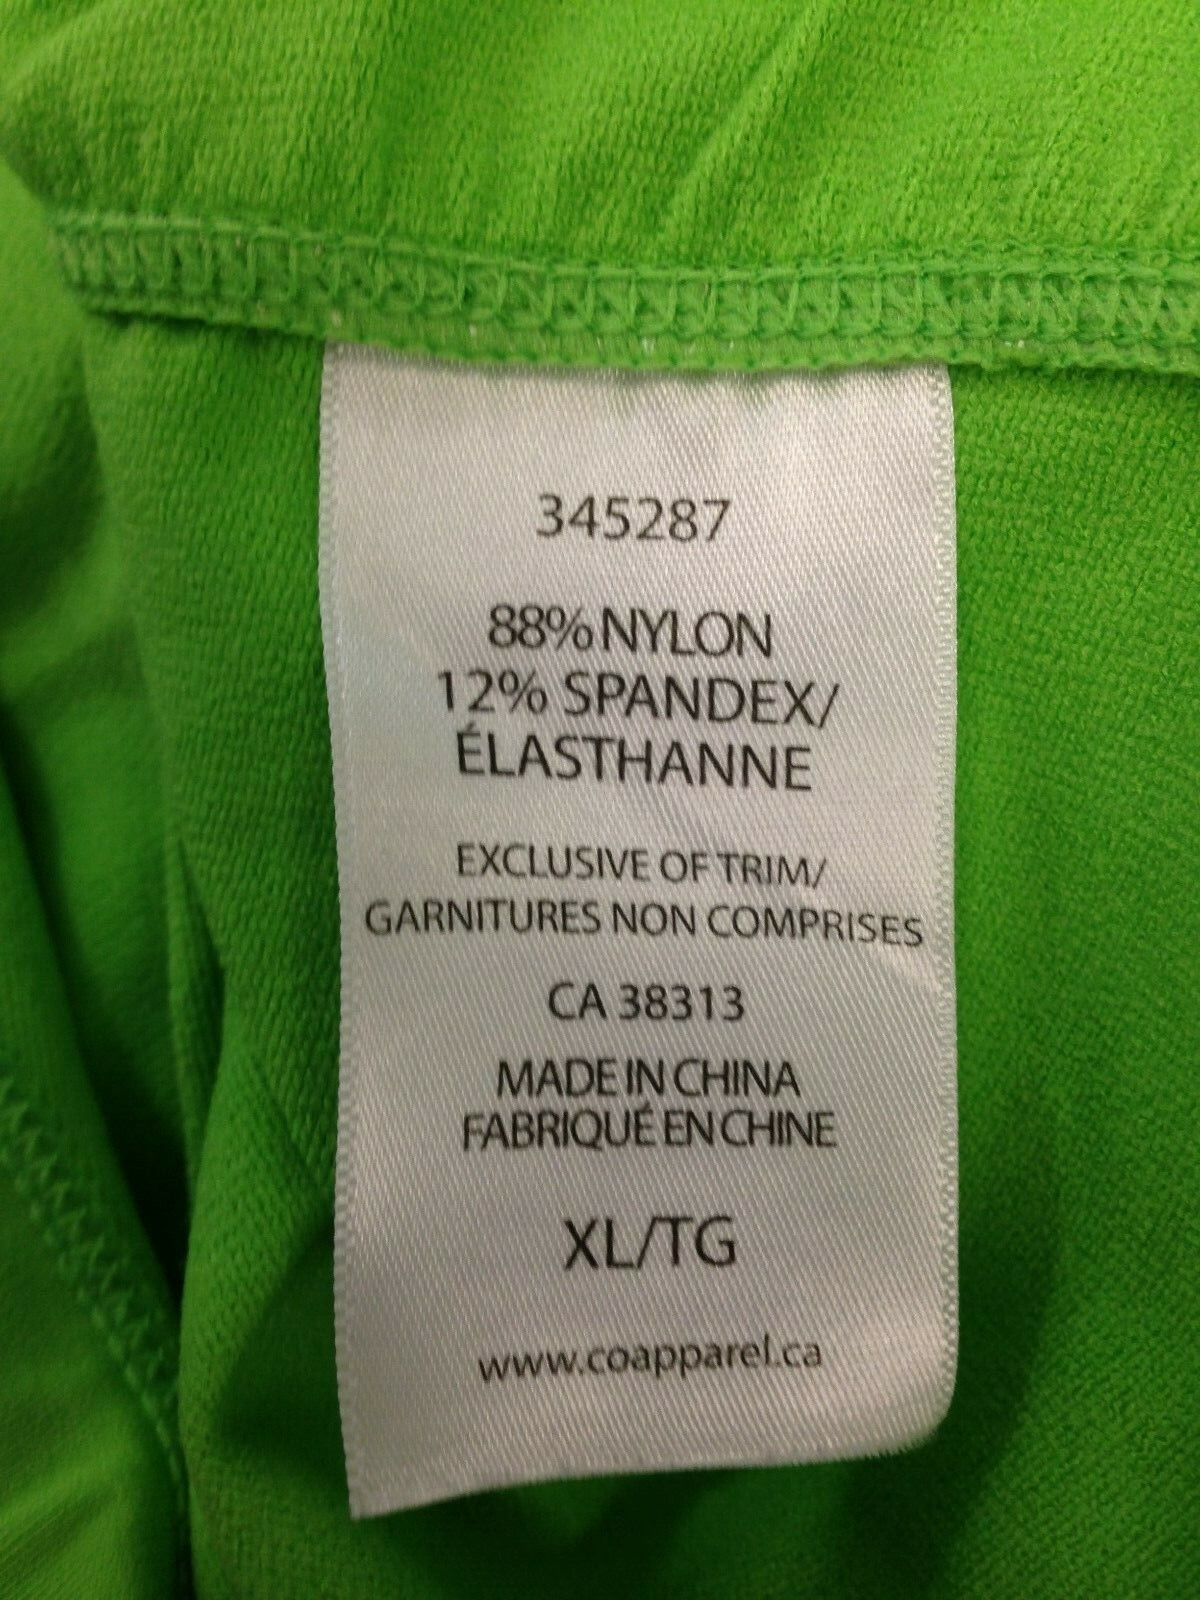 345287
88% NYLON
12% SPANDEX/
ÉLASTHANNE
EXCLUSIVE OF TRIM/
GARNITURES NON COMPRISES
CA 38313
MADE IN CHINA
FABRIQUÉ EN CHINE
XL/TG
www.coapparel.ca